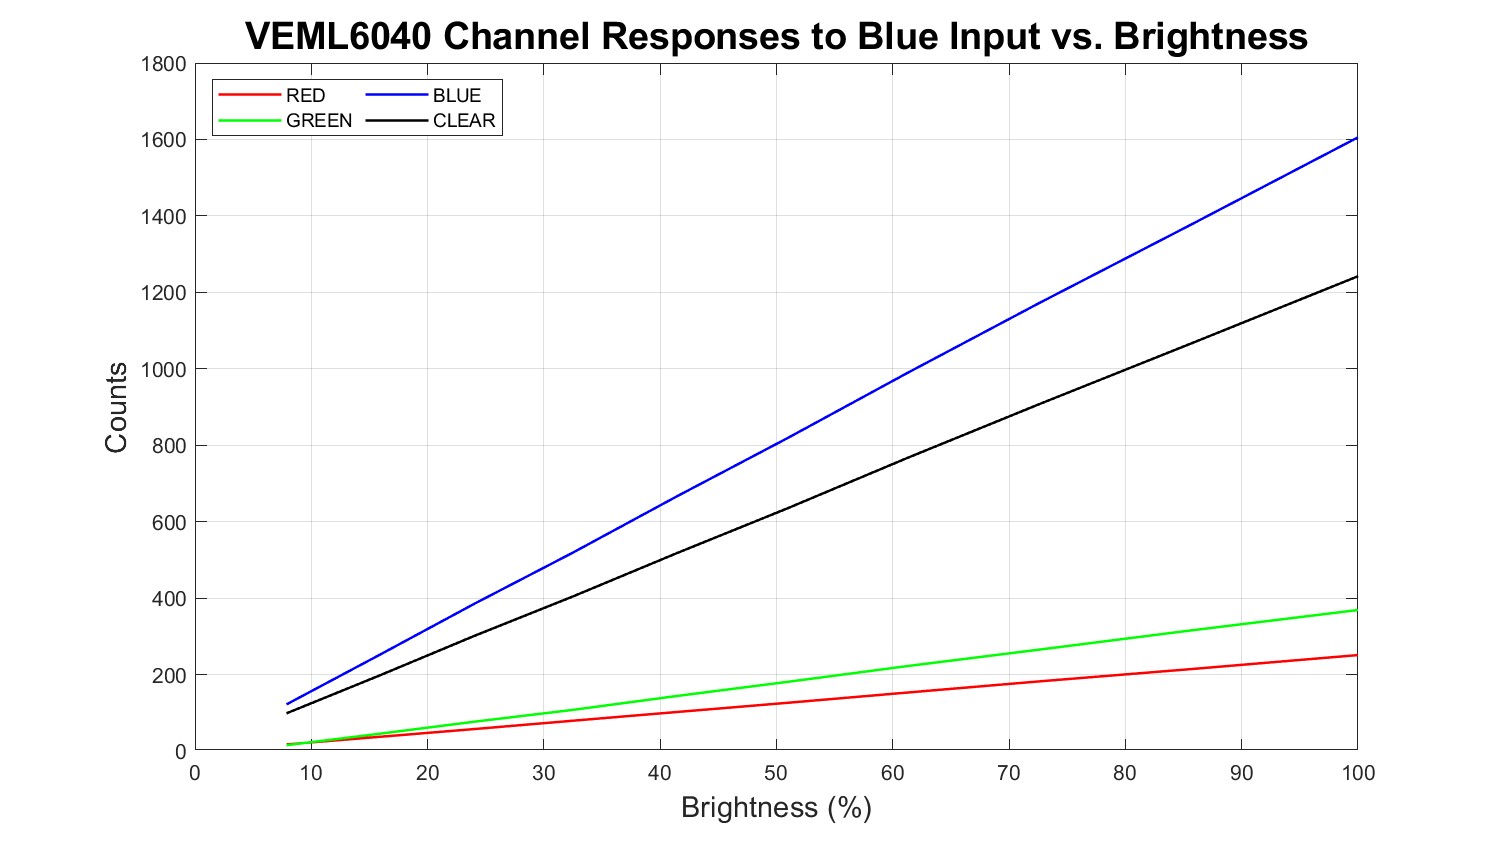 VEML6040 Channel Responses to Blue Input vs. Brightness
1800
1600
1400
1200
1000
800
600
400
200
0
Counts
RED BLUE
GREEN CLEAR
0 10 20 30 40 50 60 70 80 90 100
Brightness (%)